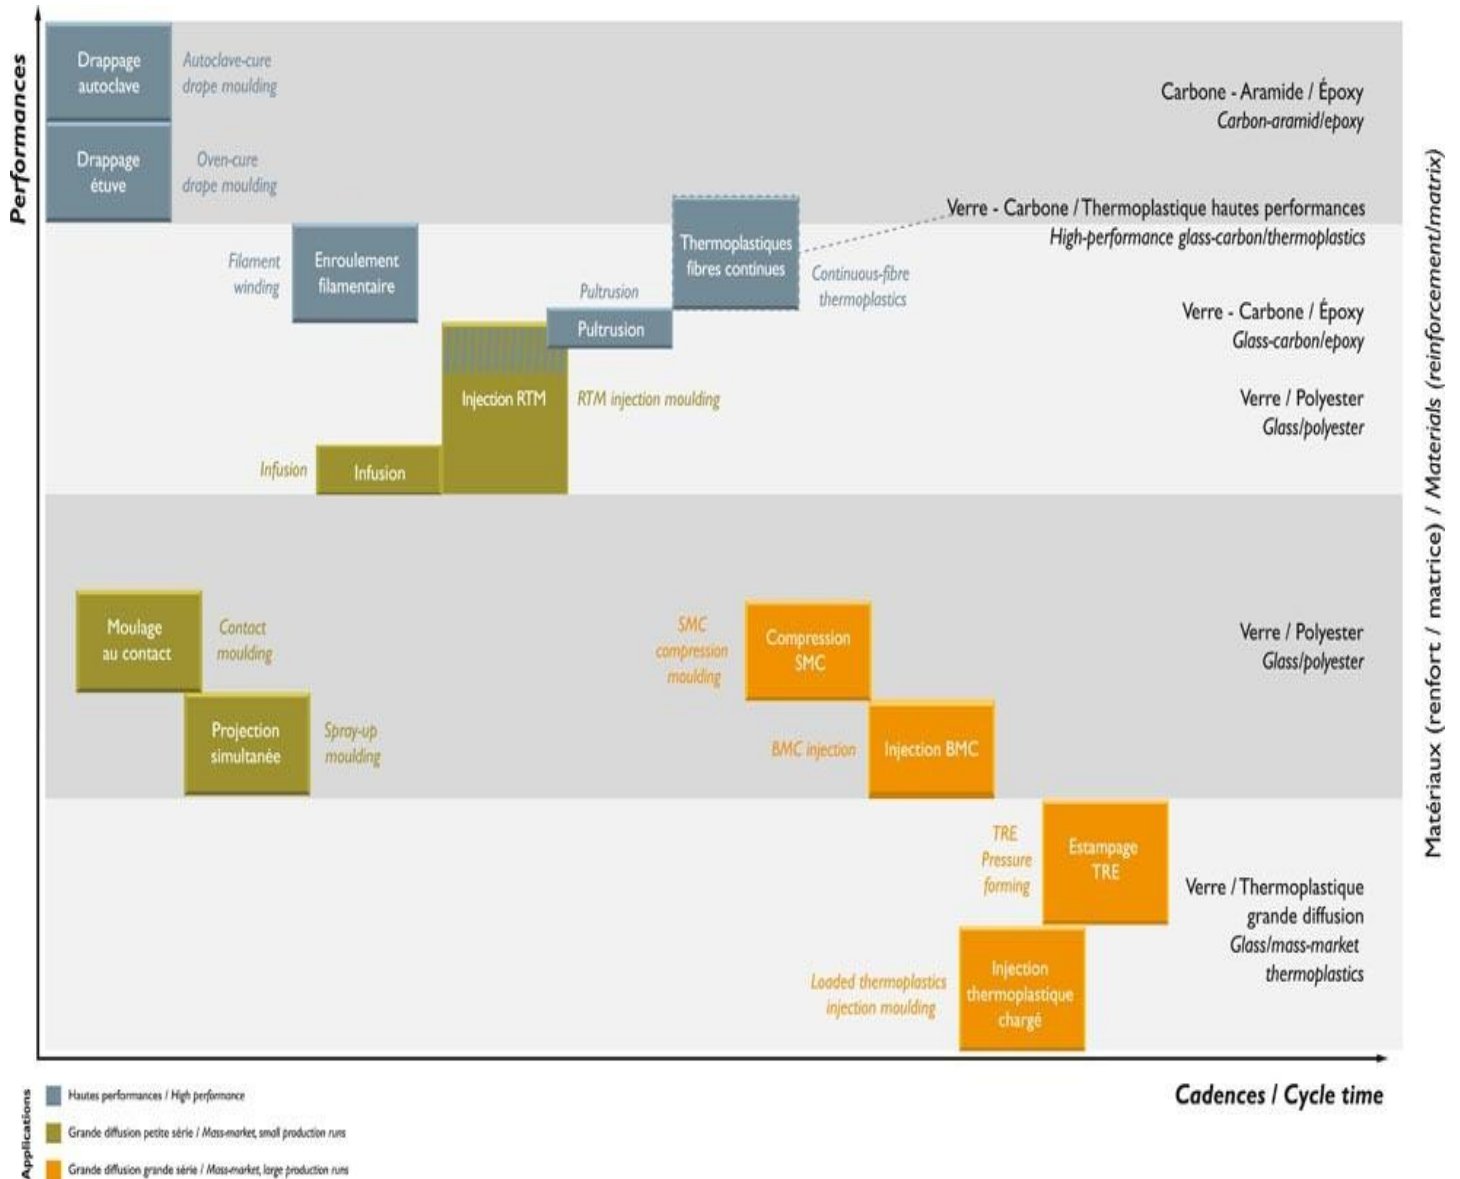 Performances
Drappage
autoclave
Autoclave-cure
drape moulding
Carbone - Aramide / Époxy
Carbon-aramid/epoxy
Drappage
étuve
Oven-cure
drape moulding
Verre - Carbone / Thermoplastique hautes performances
High-performance glass-carbon/thermoplastics
Filament
winding
Enroulement
filamentaire
Thermoplastiques
fibres continues
Continuous-fibre
thermoplastics
Pultrusion
Pultrusion
Verre - Carbone / Époxy
Glass-carbon/epoxy
Injection RTM
RTM injection moulding
Verre / Polyester
Glass/polyester
Infusion
Infusion
Moulage
au contact
Contact
moulding
SMC
compression
moulding
Compression
SMC
Verre / Polyester
Glass/polyester
Projection
simultanée
Spray-up
moulding
BMC injection
Injection BMC
TRE
Pressure
forming
Estampage
TRE
Verre / Thermoplastique
grande diffusion
Glass/mass-market
thermoplastics
Loaded thermoplastics
injection moulding
Injection
thermoplastique
chargé
Matériaux (renfort / matrice) / Materials (reinforcement/matrix)
Cadences / Cycle time
Applications
Hautes performances / High performance
Grande diffusion petite série / Mass-market, small production runs
Grande diffusion grande série / Mass-market, large production runs